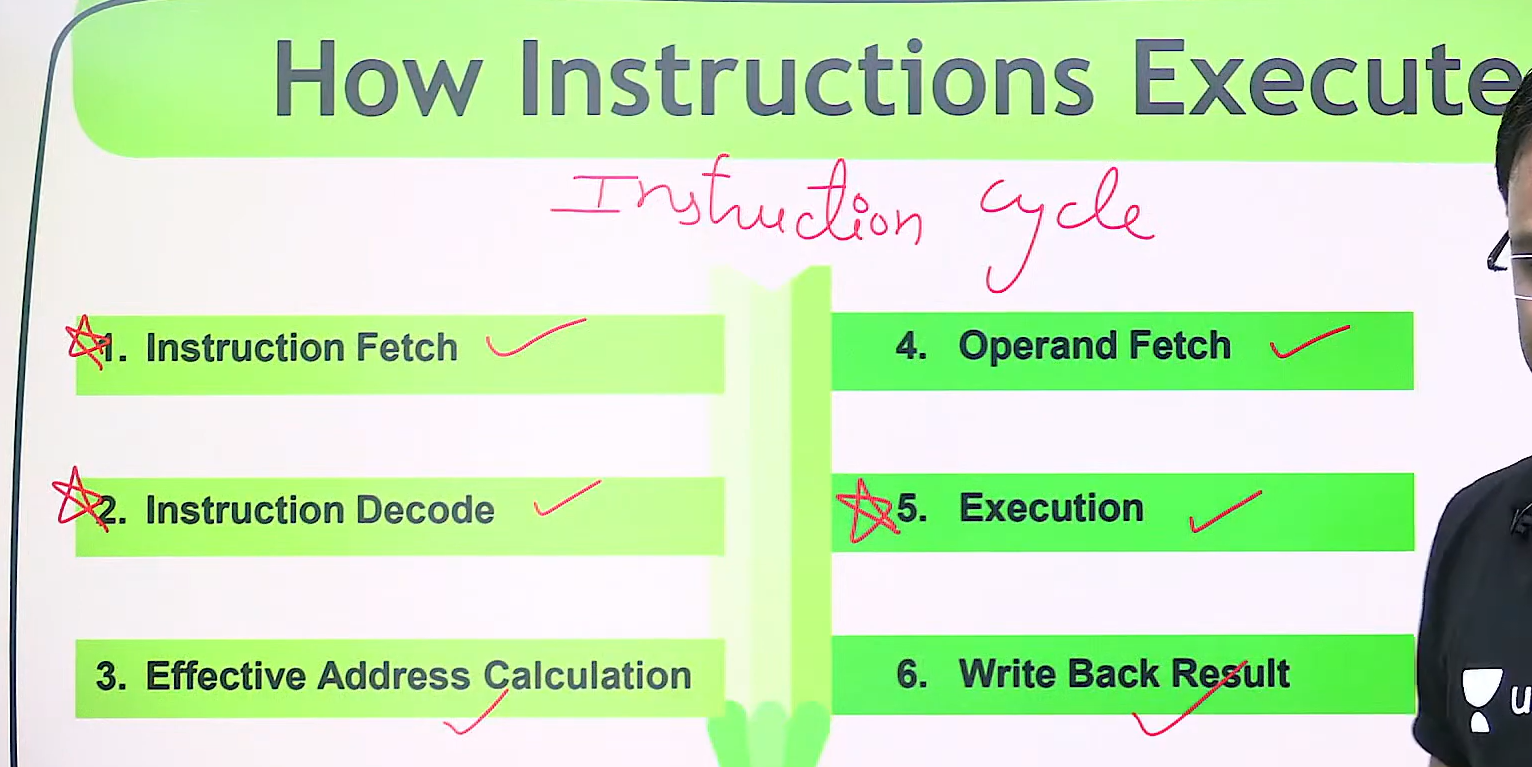 How Instructions Execute
Instruction cycle
1. Instruction Fetch
2. Instruction Decode
3. Effective Address Calculation
4. Operand Fetch
5. Execution
6. Write Back Result
u